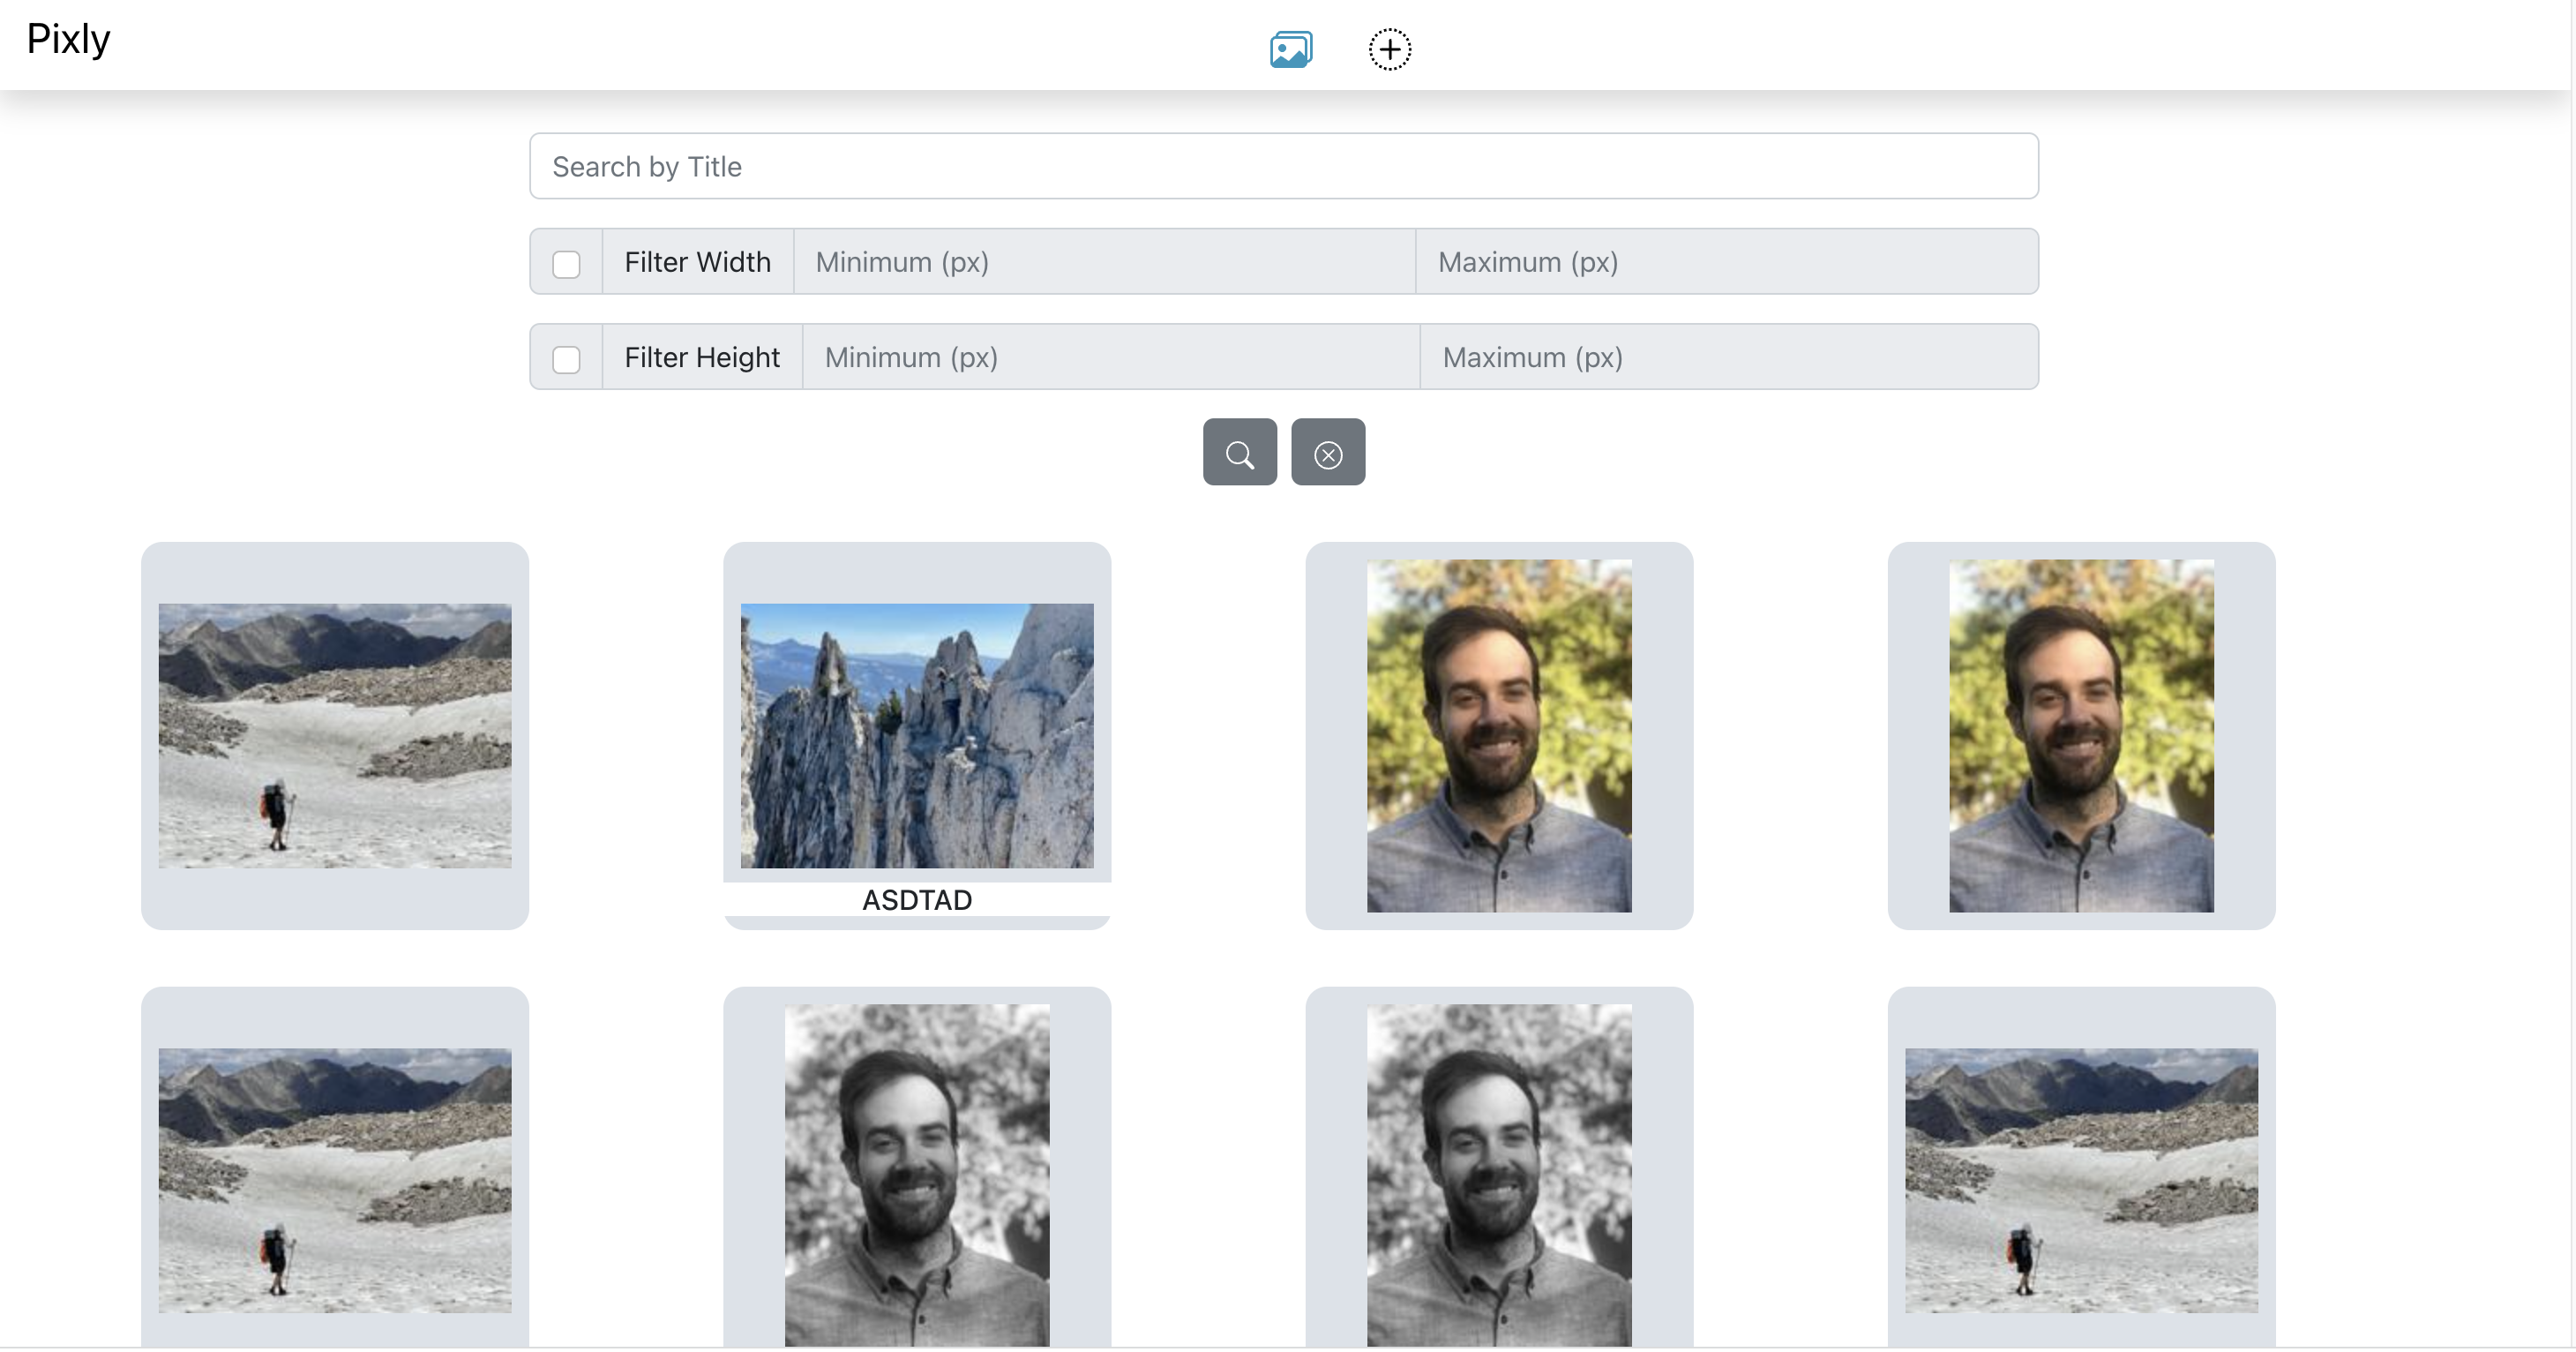 Pixly
Search by Title
Filter Width Minimum (px) Maximum (px)
Filter Height Minimum (px) Maximum (px)
ASDTAD